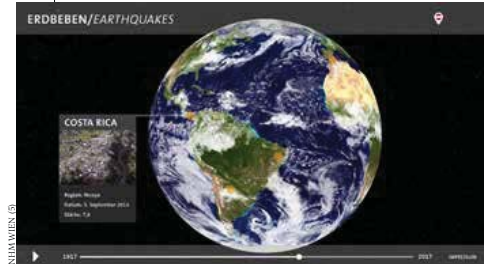 ERDBEBEN/EARTHQUAKES
COSTA RICA
Region: Nicoya
Datum: 5. September 2012
Stärke: 7,6
1917
2017
IMPRESSUM
NHM WIEN (5)